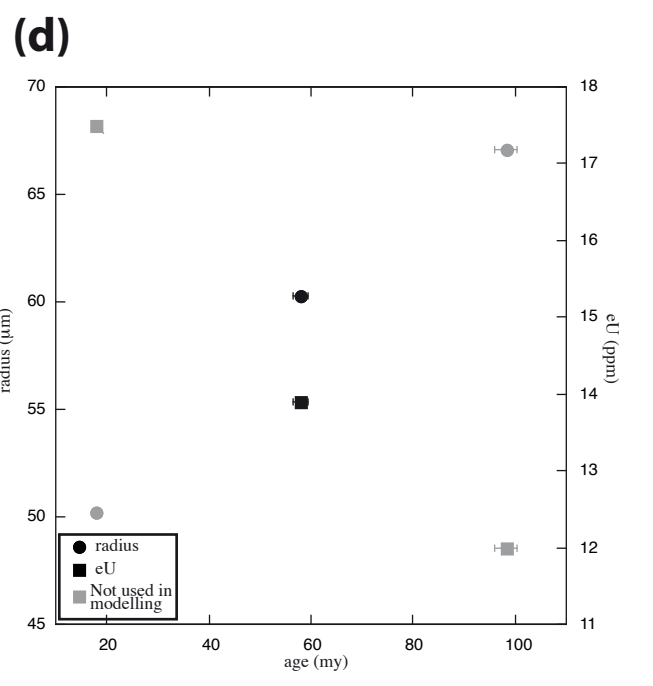 (d)
70
65
60
55
50
45
radius (µm)
18
17
16
15
14
13
12
11
eU (ppm)
radius
eU
Not used in
modelling
20
40
60
80
100
age (my)